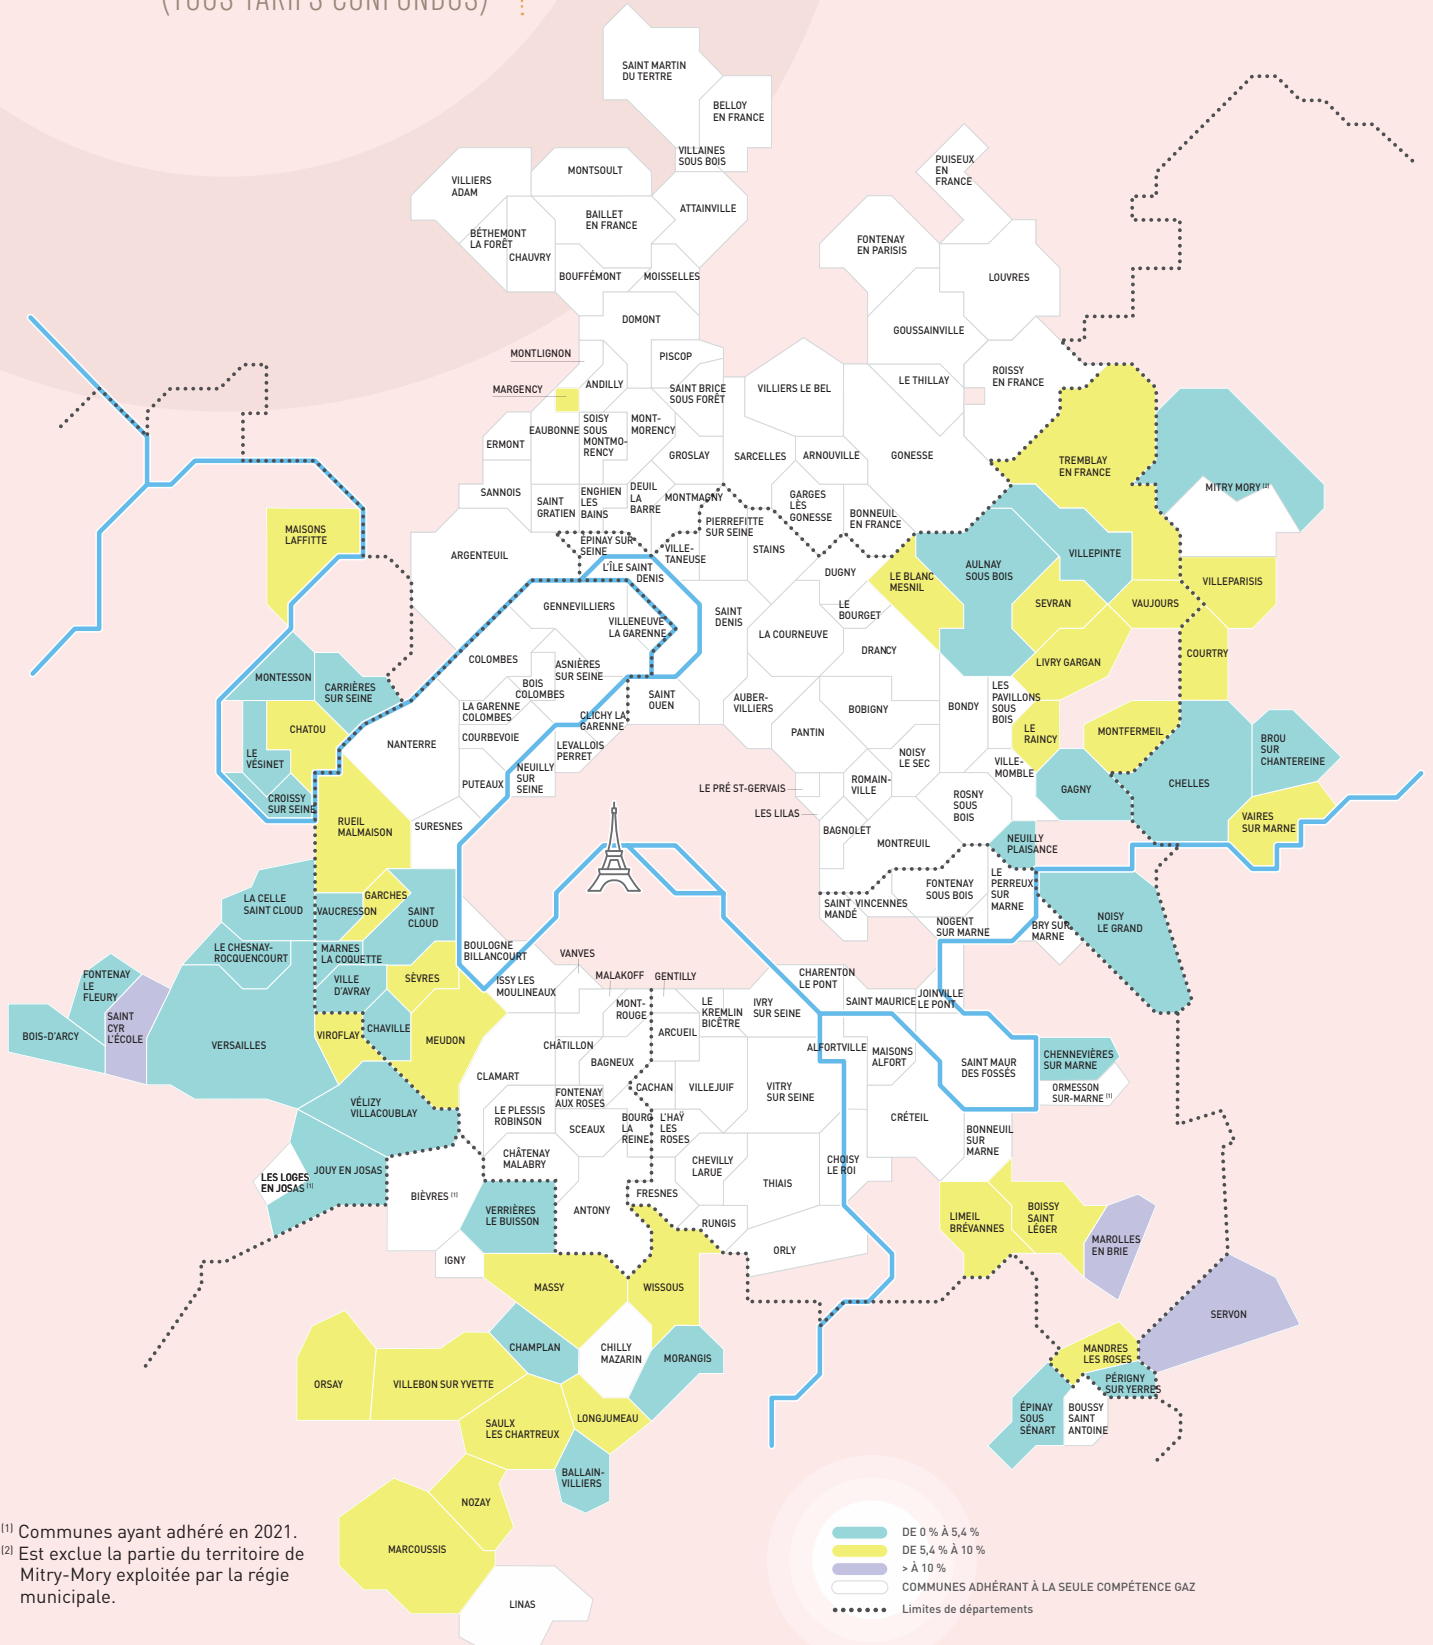 (TOUS TARIFS CONFONDUS)
SAINT MARTIN
DU TERTRE
BELLOY
EN FRANCE
VILLAINES
SOUS BOIS
VILLIERS
ADAM
MONTSOULT
PUISEUX
EN
FRANCE
ATTAINVILLE
BAILLET
EN FRANCE
BÉTHEMONT
LA FORÊT
CHAUVRY
FONTENAY
EN PARISIS
BOUFFÉMONT
MOISSELLES
LOUVRES
DOMONT
GOUSSAINVILLE
MONTLIGNON
PISCOP
MARGENCY
ANDILLY
SAINT BRICE
SOUS FORÊT
VILLIERS LE BEL
LE THILLAY
ROISSY
EN FRANCE
EAUBONNE
SOISY
SOUS
MONTMO-
RENCY
MONT-
MORENCY
ERMONT
GROSLAY
SARCELLES
ARNOUVILLE
GONESSE
TREMBLAY
EN FRANCE
MITRY MORY (2)
SANNOIS
SAINT
GRATIEN
ENGHIEN
LES
BAINS
DEUIL
LA
BARRE
MONTMAGNY
GARGES
LÈS
GONESSE
BONNEUIL
EN FRANCE
PIERREFITTE
SUR SEINE
MAISONS
LAFFITTE
ARGENTEUIL
ÉPINAY SUR
SEINE
VILLE-
TANEUSE
STAINS
VILLEPINTE
L'ÎLE SAINT
DENIS
DUGNY
LE BLANC
MESNIL
AULNAY
SOUS BOIS
VILLEPARISIS
GENNEVILLIERS
LE
BOURGET
SEVRAN
VAUJOURS
VILLENEUVE
LA GARENNE
SAINT
DENIS
LA COURNEUVE
DRANCY
COLOMBES
ASNIÈRES
SUR SEINE
LIVRY GARGAN
COURTRY
MONTESSON
CARRIÈRES
SUR SEINE
BOIS
COLOMBES
SAINT
OUEN
AUBER-
VILLIERS
BOBIGNY
BONDY
LES
PAVILLONS
SOUS
BOIS
LA GARENNE
COLOMBES
CLICHY LA
GARENNE
CHATOU
NANTERRE
COURBEVOIE
PANTIN
LE
RAINCY
MONTFERMEIL
LE
VÉSINET
LEVALLOIS
PERRET
NOISY
LE SEC
VILLE-
MOMBLE
BROU
SUR
CHANTEREINE
PUTEAUX
NEUILLY
SUR
SEINE
LE PRÉ ST-GERVAIS
ROMAIN-
VILLE
GAGNY
CHELLES
CROISSY
SUR SEINE
ROSNY
SOUS
BOIS
LES LILAS
RUEIL
MALMAISON
SURESNES
BAGNOLET
MONTREUIL
NEUILLY
PLAISANCE
VAIRES
SUR MARNE
LA CELLE
SAINT CLOUD
VAUCRESSON
GARCHES
SAINT
CLOUD
SAINT
MANDÉ
VINCENNES
FONTENAY
SOUS BOIS
LE
PERREUX
SUR
MARNE
NOGENT
SUR MARNE
BRY SUR
MARNE
NOISY
LE GRAND
LE CHESNAY-
ROCQUENCOURT
MARNES
LA COQUETTE
BOULOGNE
BILLANCOURT
VANVES
FONTENAY
LE
FLEURY
VILLE
D'AVRAY
SÈVRES
ISSY LES
MOULINEAUX
MALAKOFF
GENTILLY
CHARENTON
LE PONT
SAINT MAURICE
JOINVILLE
LE PONT
SAINT
CYR
L'ÉCOLE
MONT-
ROUGE
LE
KREMLIN
BICÊTRE
IVRY
SUR SEINE
BOIS-D'ARCY
VERSAILLES
VIROFLAY
CHAVILLE
MEUDON
CHÂTILLON
ARCUEIL
ALFORTVILLE
MAISONS
ALFORT
SAINT MAUR
DES FOSSÉS
CHENNEVIÈRES
SUR MARNE
CLAMART
BAGNEUX
CACHAN
VILLEJUIF
VITRY
SUR SEINE
ORMESSON
SUR-MARNE (1)
VÉLIZY
VILLACOUBLAY
LE PLESSIS
ROBINSON
FONTENAY
AUX ROSES
SCEAUX
BOURG
LA
REINE
L'HAŸ
LES
ROSES
CRÉTEIL
BONNEUIL
SUR
MARNE
LES LOGES
EN JOSAS (1)
JOUY EN JOSAS
CHÂTENAY
MALABRY
CHEVILLY
LARUE
CHOISY
LE ROI
BIÈVRES (1)
FRESNES
THIAIS
VERRIÈRES
LE BUISSON
ANTONY
RUNGIS
LIMEIL
BRÉVANNES
BOISSY
SAINT
LÉGER
MAROLLES
EN BRIE
IGNY
ORLY
MASSY
WISSOUS
SERVON
CHAMPLAN
CHILLY
MAZARIN
MORANGIS
MANDRES
LES ROSES
ORSAY
VILLEBON SUR YVETTE
PÉRIGNY
SUR YERRES
SAULX
LES CHARTREUX
LONGJUMEAU
ÉPINAY
SOUS
SÉNART
BOUSSY
SAINT
ANTOINE
BALLAIN-
VILLIERS
NOZAY
MARCOUSSIS
LINAS
(1) Communes ayant adhéré en 2021.
(2) Est exclue la partie du territoire de
Mitry-Mory exploitée par la régie
municipale.
DE 0 % À 5,4 %
DE 5,4 % À 10 %
> À 10 %
COMMUNES ADHÉRANT À LA SEULE COMPÉTENCE GAZ
Limites de départements